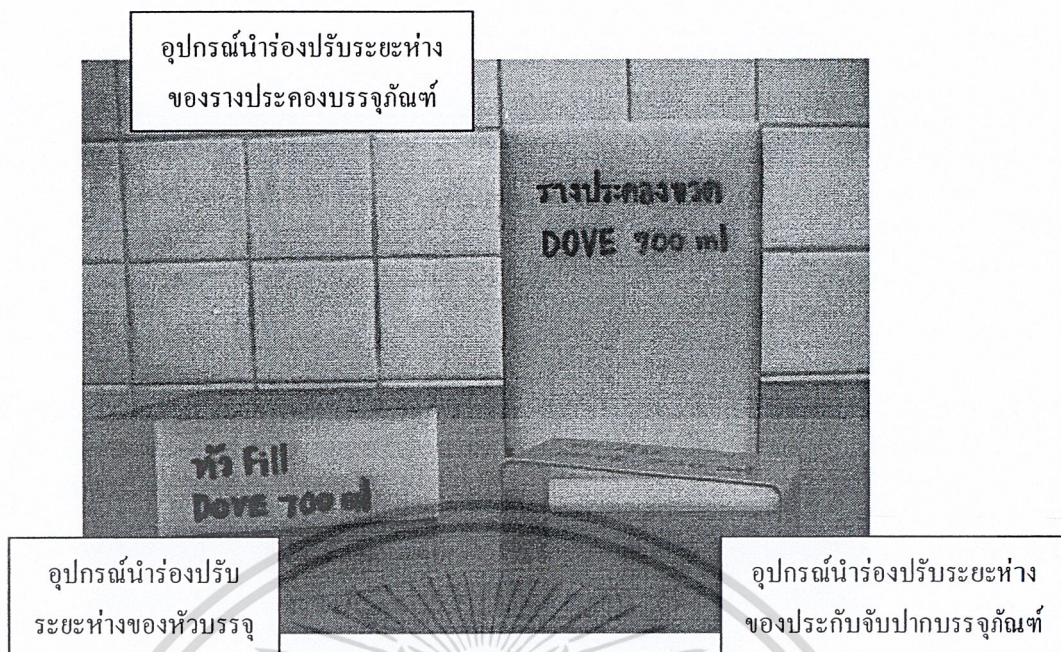 อุปกรณ์นำร่องปรับระยะห่าง
ของรางประคองบรรจุภัณฑ์
รางประคองขวด
DOVE 700 ml
หัว Fill
DOVE 700 ml
อุปกรณ์นำร่องปรับ
ระยะห่างของหัวบรรจุ
อุปกรณ์นำร่องปรับระยะห่าง
ของประกับจับปากบรรจุภัณฑ์